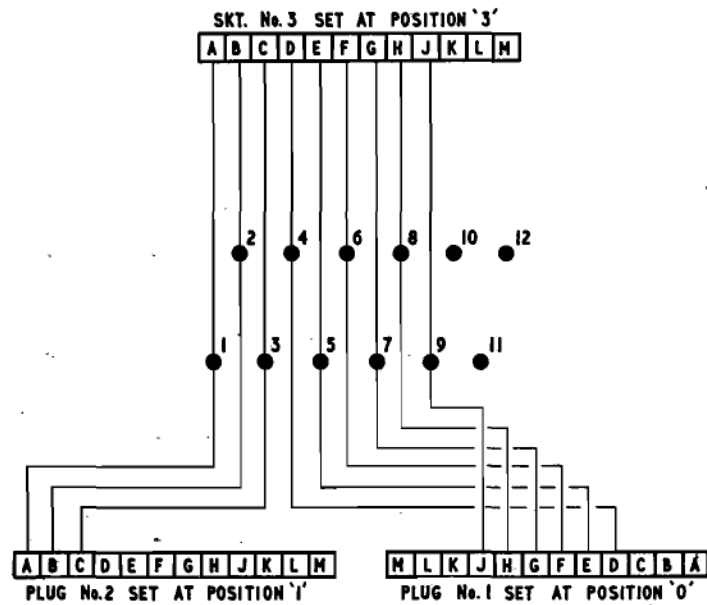 SKT. No. 3 SET AT POSITION '3'
A B C D E F G H J K L M
2 4 6 8 10 12
1 3 5 7 9 11
A B C D E F G H J K L M
M L K J H G F E D C B A
PLUG No. 2 SET AT POSITION '1'
PLUG No. 1 SET AT POSITION '0'